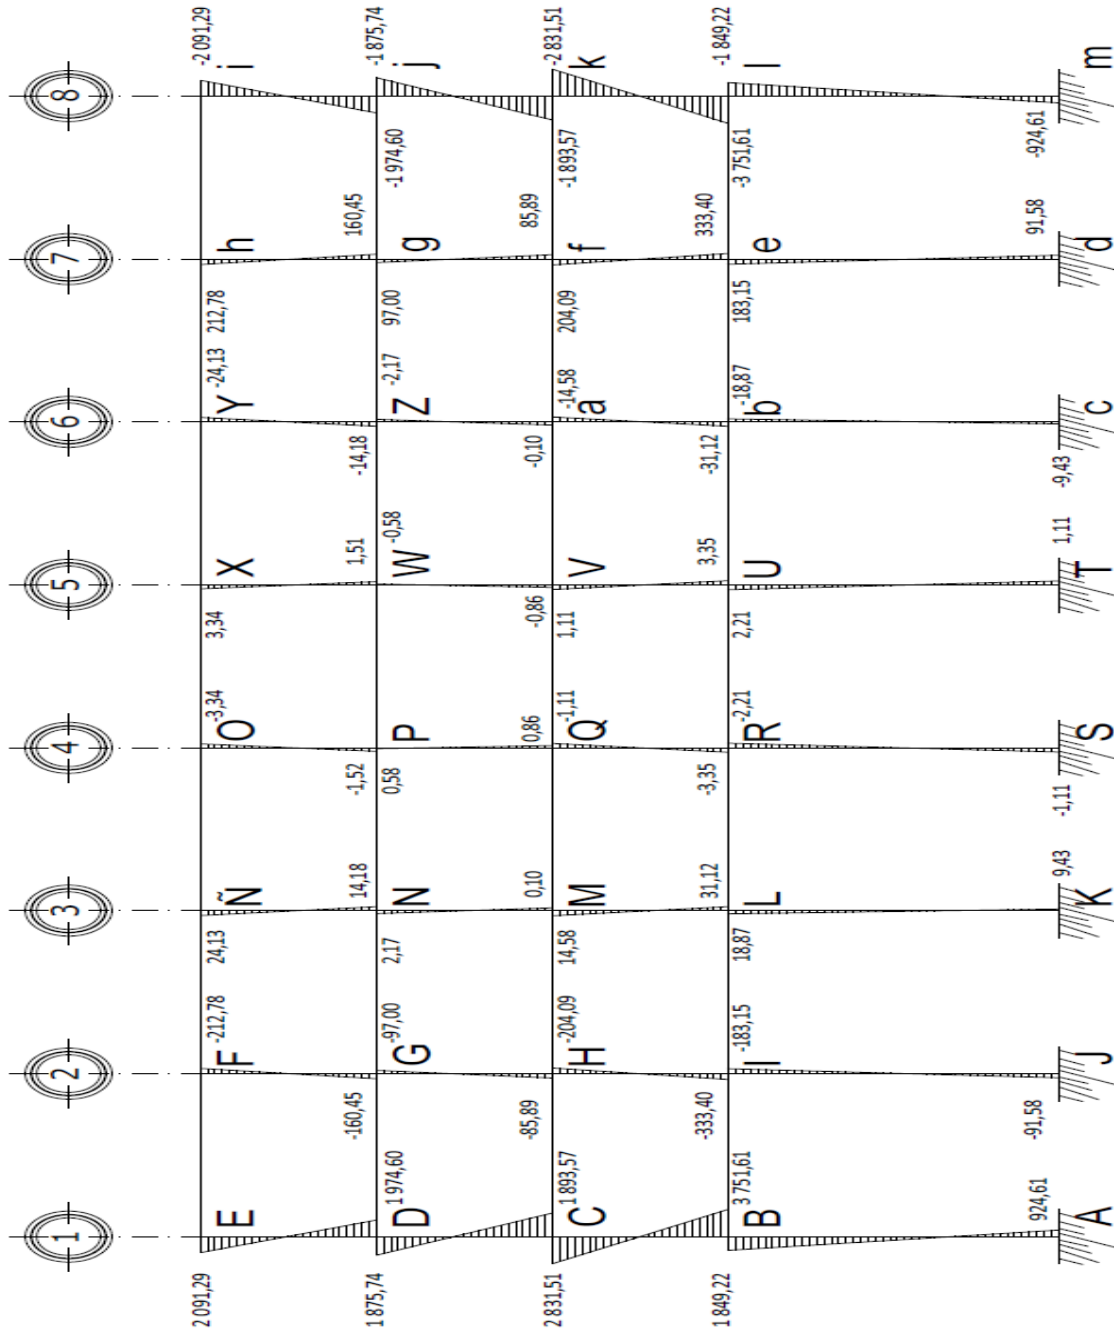 1 2 3 4 5 6 7 8
2 091,29 -212,78 24,13 -3,34 3,34 -24,13 212,78 -2 091,29
E F Ñ O X Y h i
-160,45 14,18 -1,52 1,51 -14,18 160,45
1 875,74 1 974,60 -97,00 2,17 0,58 -0,58 -2,17 97,00 -1 974,60 -1 875,74
D G N P W Z g j
-85,89 0,10 0,86 -0,86 -0,10 85,89
2 831,51 1 893,57 -204,09 14,58 -1,11 1,11 -14,58 204,09 -1 893,57 -2 831,51
C H M Q V a f k
-333,40 31,12 -3,35 3,35 -31,12 333,40
1 849,22 3 751,61 -183,15 18,87 -2,21 2,21 -18,87 183,15 -3 751,61 -1 849,22
B I L R U b e l
924,61 -91,58 91,58 -924,61
9,43 -1,11 1,11 -9,43
A J K S T c d m